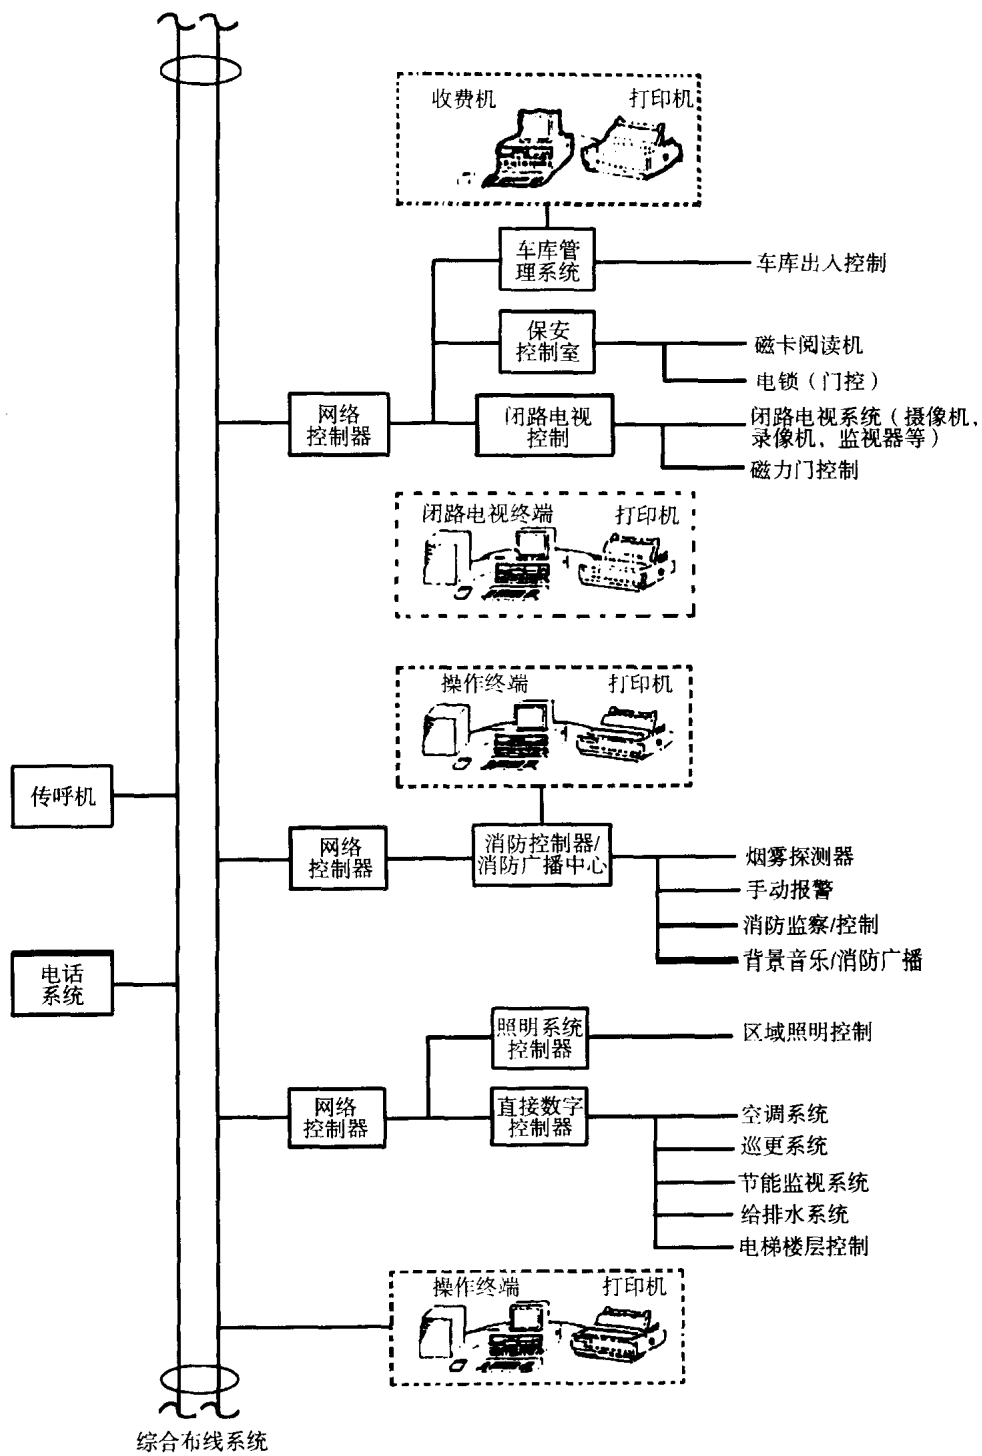 收费机
打印机
车库管
理系统
车库出入控制
保安
控制室
磁卡阅读机
电锁（门控）
网络
控制器
闭路电视
控制
闭路电视系统（摄像机，
录像机，监视器等）
磁力门控制
闭路电视终端
打印机
操作终端
打印机
传呼机
网络
控制器
消防控制器/
消防广播中心
烟雾探测器
手动报警
消防监察/控制
背景音乐/消防广播
电话
系统
照明系统
控制器
区域照明控制
网络
控制器
直接数字
控制器
空调系统
巡更系统
节能监视系统
给排水系统
电梯楼层控制
操作终端
打印机
综合布线系统